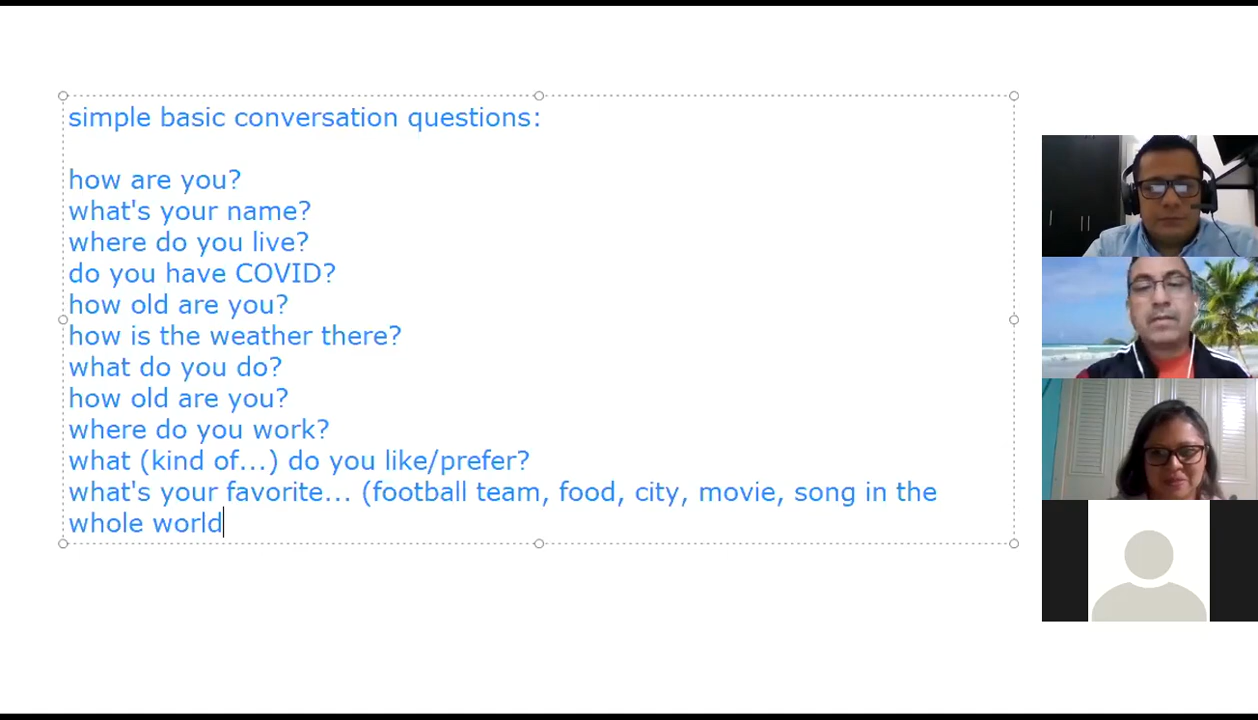 simple basic conversation questions:
how are you?
what's your name?
where do you live?
do you have COVID?
how old are you?
how is the weather there?
what do you do?
how old are you?
where do you work?
what (kind of...) do you like/prefer?
what's your favorite... (football team, food, city, movie, song in the
whole world